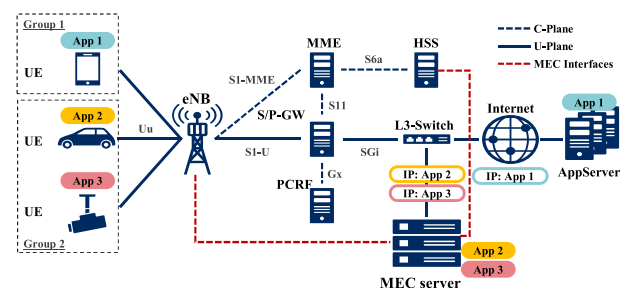 Group 1
App 1
UE
App 2
UE
App 3
UE
Group 2
Uu
eNB
S1-MME
S1-U
MME
S6a
HSS
S11
S/P-GW
SGi
Gx
PCRF
L3-Switch
IP: App 2
IP: App 3
Internet
IP: App 1
App 1
AppServer
MEC server
App 2
App 3
C-Plane
U-Plane
MEC Interfaces